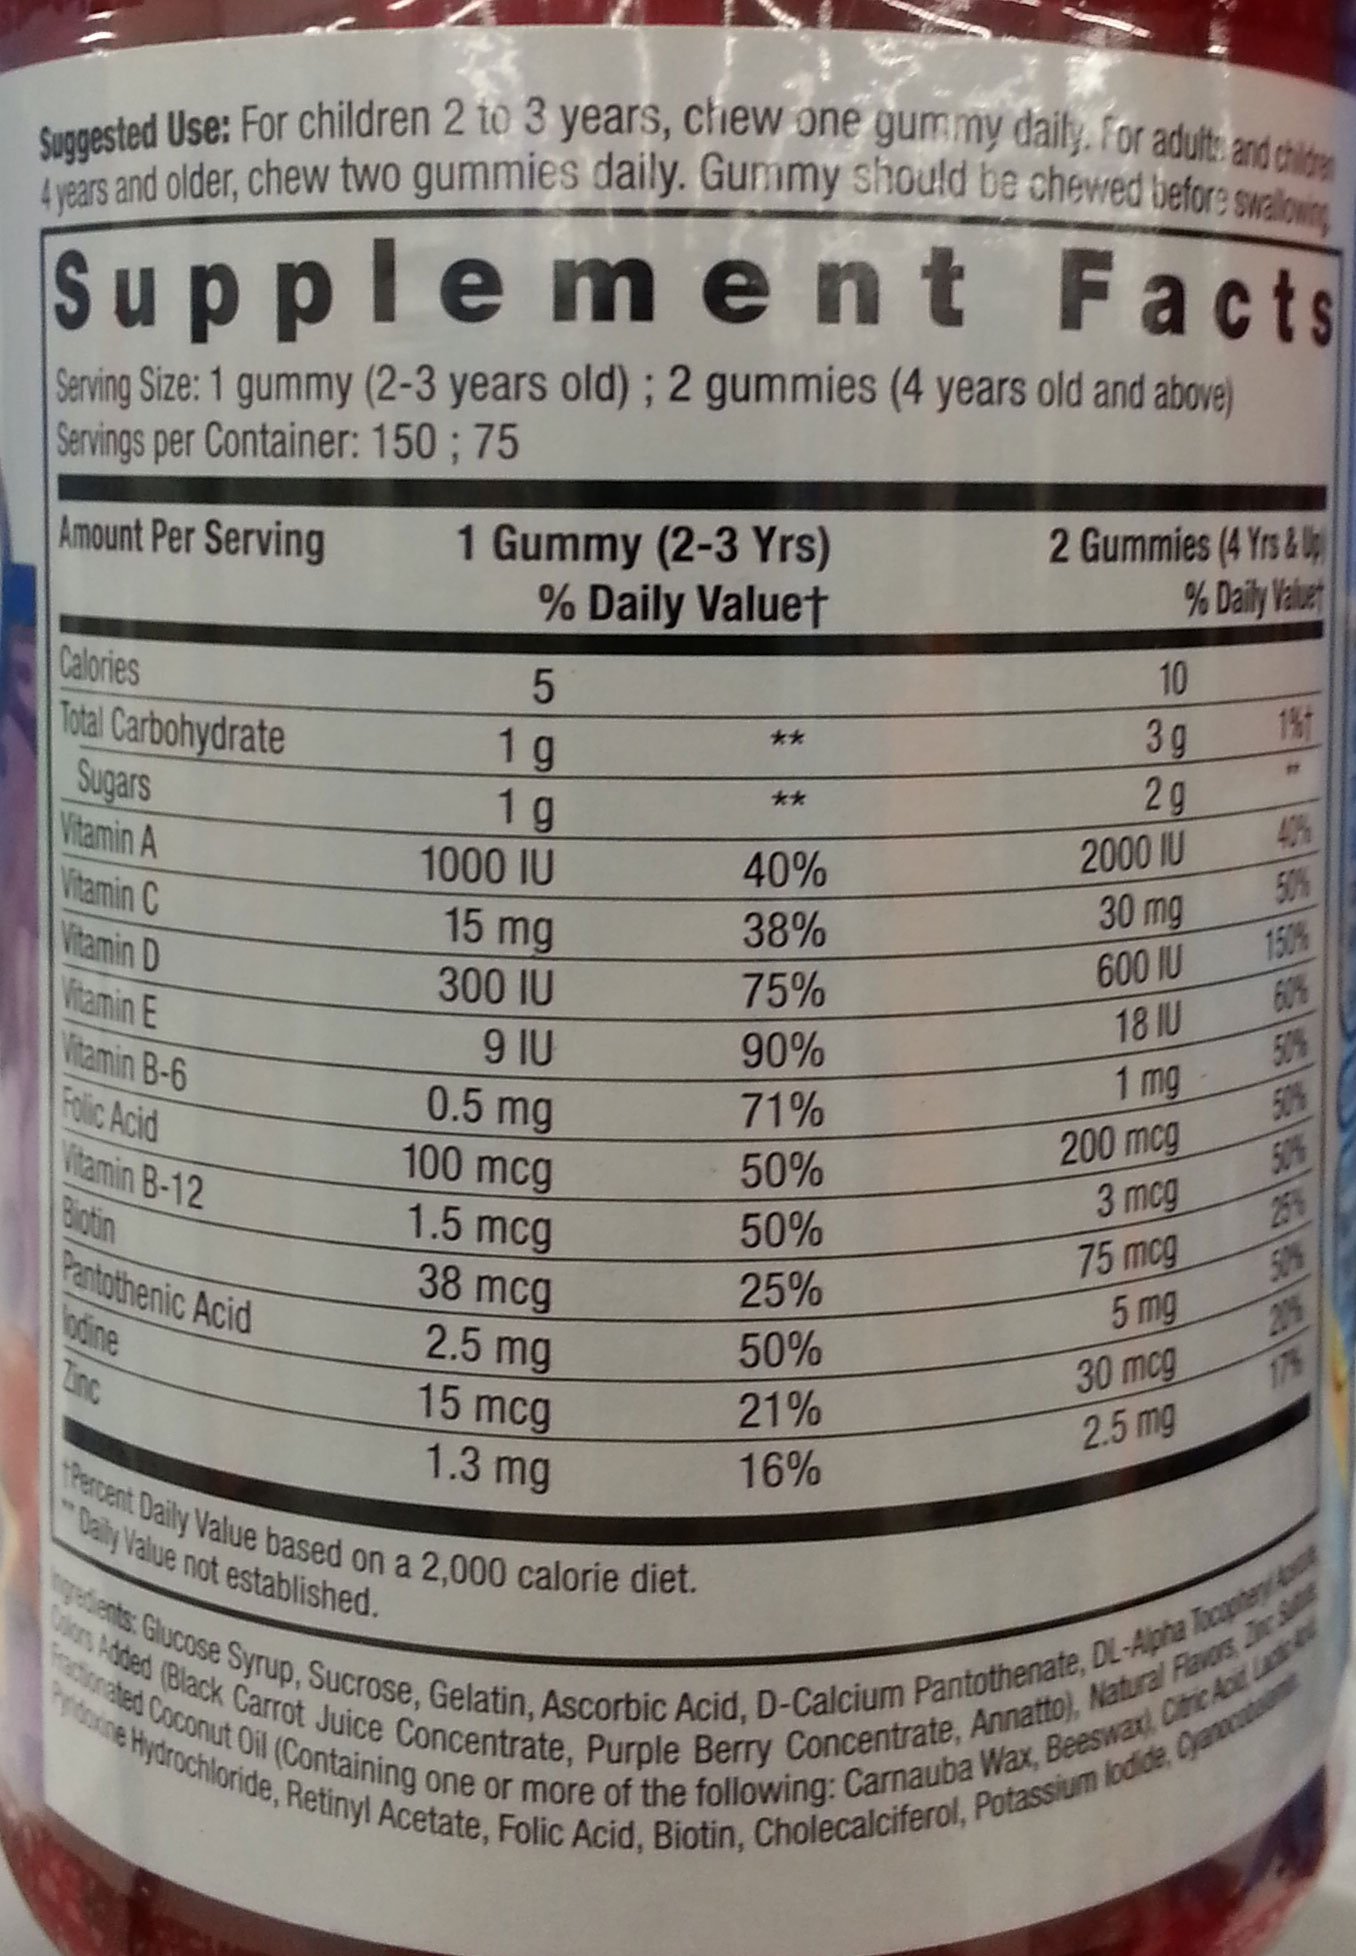 Suggested Use: For children 2 to 3 years, chew one gummy daily. For adults and children
4 years and older, chew two gummies daily. Gummy should be chewed before swallowing
Supplement Facts
Serving Size: 1 gummy (2-3 years old) ; 2 gummies (4 years old and above)
Servings per Container: 150 ; 75
Amount Per Serving 1 Gummy (2-3 Yrs) 2 Gummies (4 Yrs & Up)
% Daily Value† % Daily Value†
Calories 5 10
Total Carbohydrate 1 g ** 3 g 1%†
Sugars 1 g ** 2 g **
Vitamin A 1000 IU 40% 2000 IU 40%
Vitamin C 15 mg 38% 30 mg 50%
Vitamin D 300 IU 75% 600 IU 150%
Vitamin E 9 IU 90% 18 IU 60%
Vitamin B-6 0.5 mg 71% 1 mg 50%
Folic Acid 100 mcg 50% 200 mcg 50%
Vitamin B-12 1.5 mcg 50% 3 mcg 50%
Biotin 38 mcg 25% 75 mcg 25%
Pantothenic Acid 2.5 mg 50% 5 mg 50%
Iodine 15 mcg 21% 30 mcg 20%
Zinc 1.3 mg 16% 2.5 mg 17%
†Percent Daily Value based on a 2,000 calorie diet.
** Daily Value not established.
Ingredients: Glucose Syrup, Sucrose, Gelatin, Ascorbic Acid, D-Calcium Pantothenate, DL-Alpha Tocopheryl Acetate,
Colors Added (Black Carrot Juice Concentrate, Purple Berry Concentrate, Annatto), Natural Flavors, Zinc Sulfate,
Fractionated Coconut Oil (Containing one or more of the following: Carnauba Wax, Beeswax), Citric Acid, Lactic Acid,
Pyridoxine Hydrochloride, Retinyl Acetate, Folic Acid, Biotin, Cholecalciferol, Potassium Iodide, Cyanocobalamin.